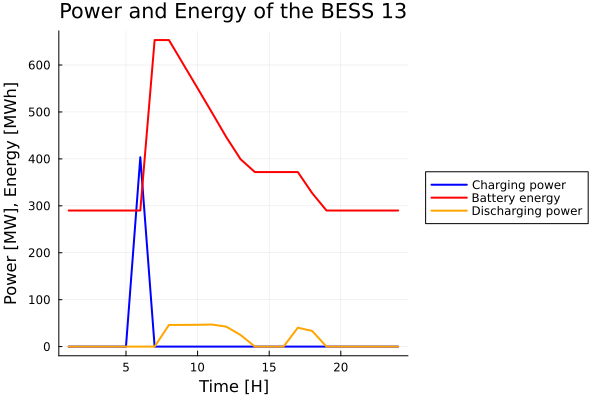 Power and Energy of the BESS 13
Power [MW], Energy [MWh]
600
500
400
300
200
100
0
5 10 15 20
Time [H]
Charging power
Battery energy
Discharging power